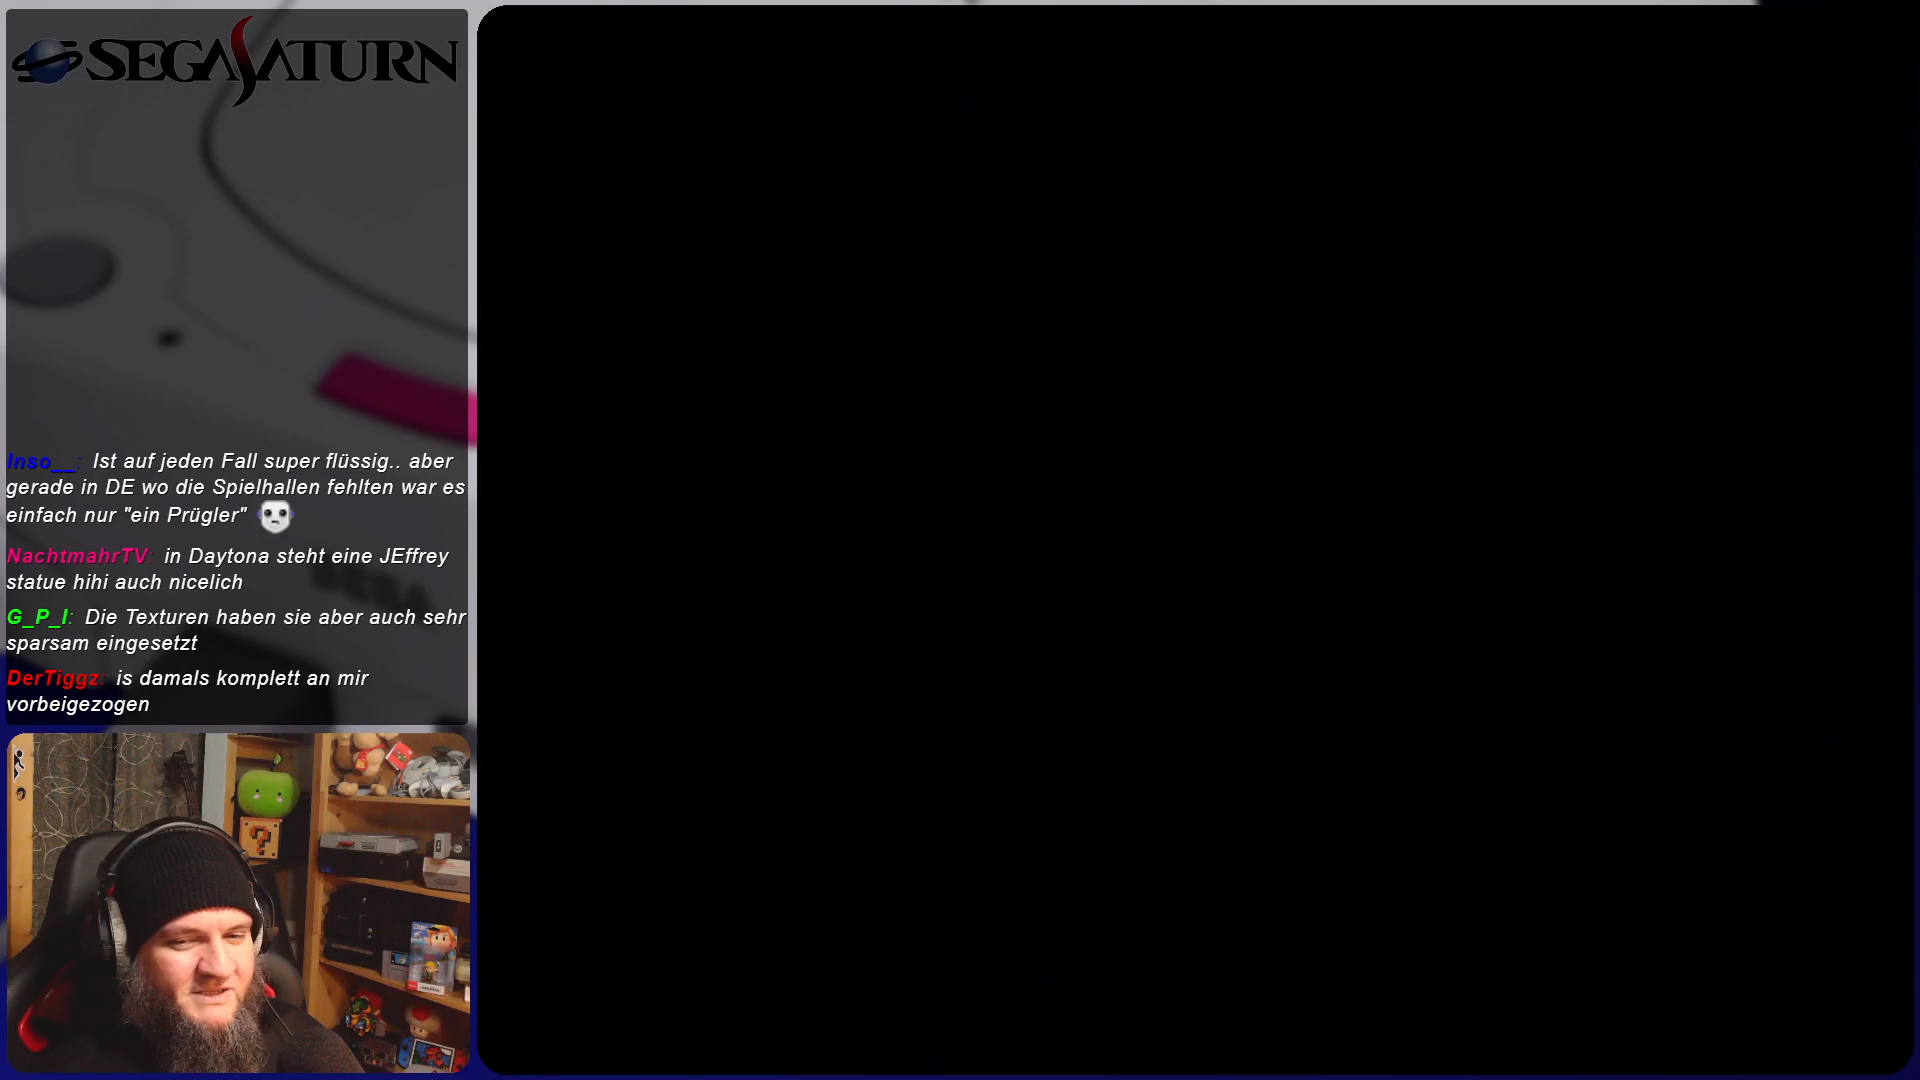 SEGA SATURN
Inso__: Ist auf jeden Fall super flüssig.. aber
gerade in DE wo die Spielhallen fehlten war es
einfach nur "ein Prügler"
NachtmahrTV: in Daytona steht eine JEffrey
statue hihi auch nicelich
G_P_I: Die Texturen haben sie aber auch sehr
sparsam eingesetzt
DerTiggz: is damals komplett an mir
vorbeigezogen